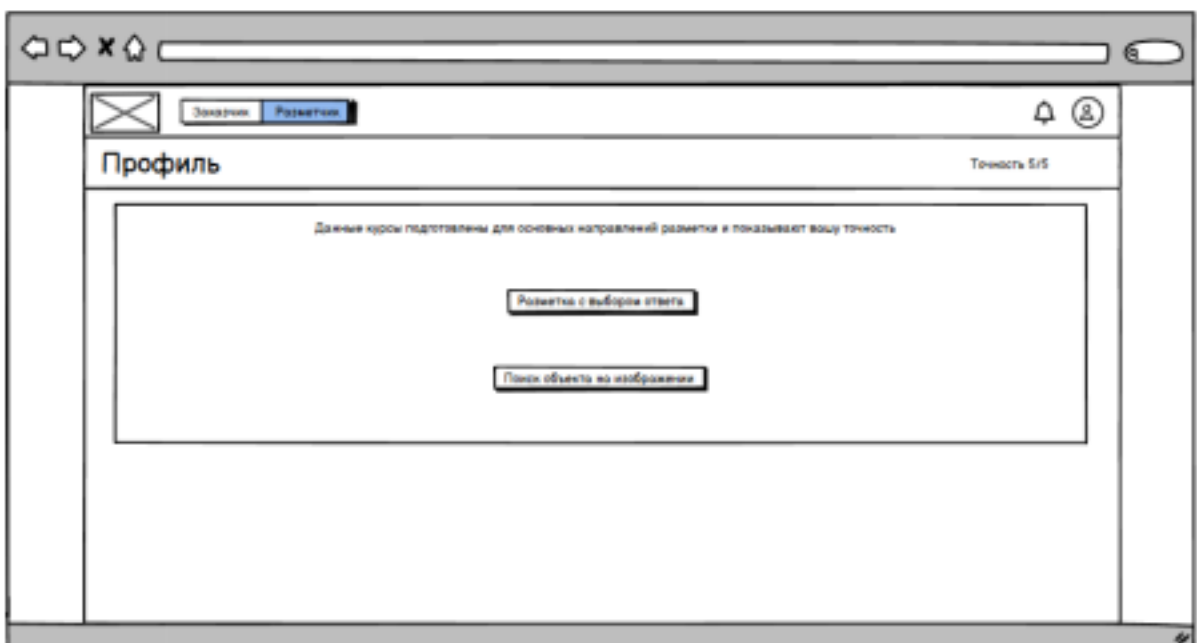 Заказчик Разметчик
Профиль
Точность 5/5
Данные курсы подготовлены для основных направлений разметки и показывают вашу точность
Разметка с выбором ответа
Поиск объекта на изображении